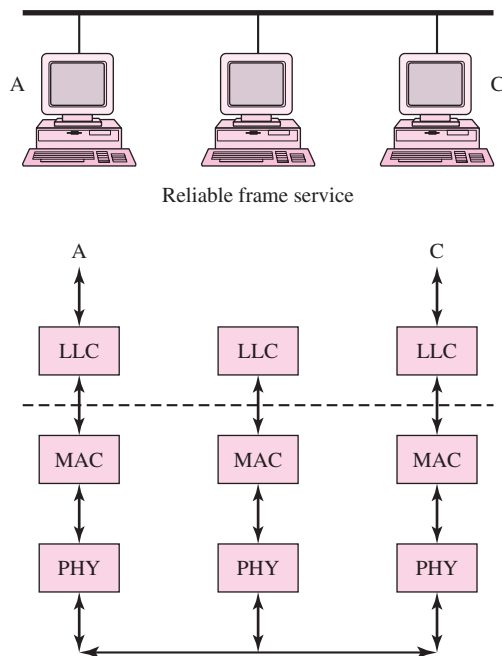 A C
Reliable frame service
A C
LLC LLC LLC
MAC MAC MAC
PHY PHY PHY